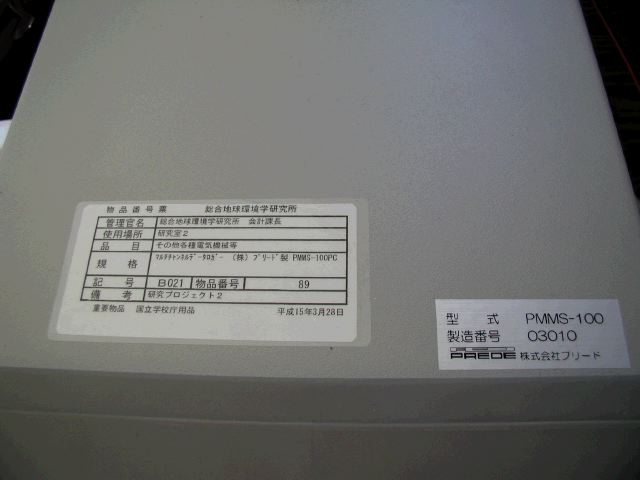 物品番号票 総合地球環境学研究所
管理官名 総合地球環境学研究所 会計課長
使用場所 研究室2
品目 その他各種電気機械等
規格 マルチチャンネルデータロガー (株)プリード製 PMMS-100PC
記号 B021 物品番号 89
備考 研究プロジェクト2
重要物品 国立学校庁用品 平成15年3月28日
型式 PMMS-100
製造番号 03010
PREDE 株式会社プリード